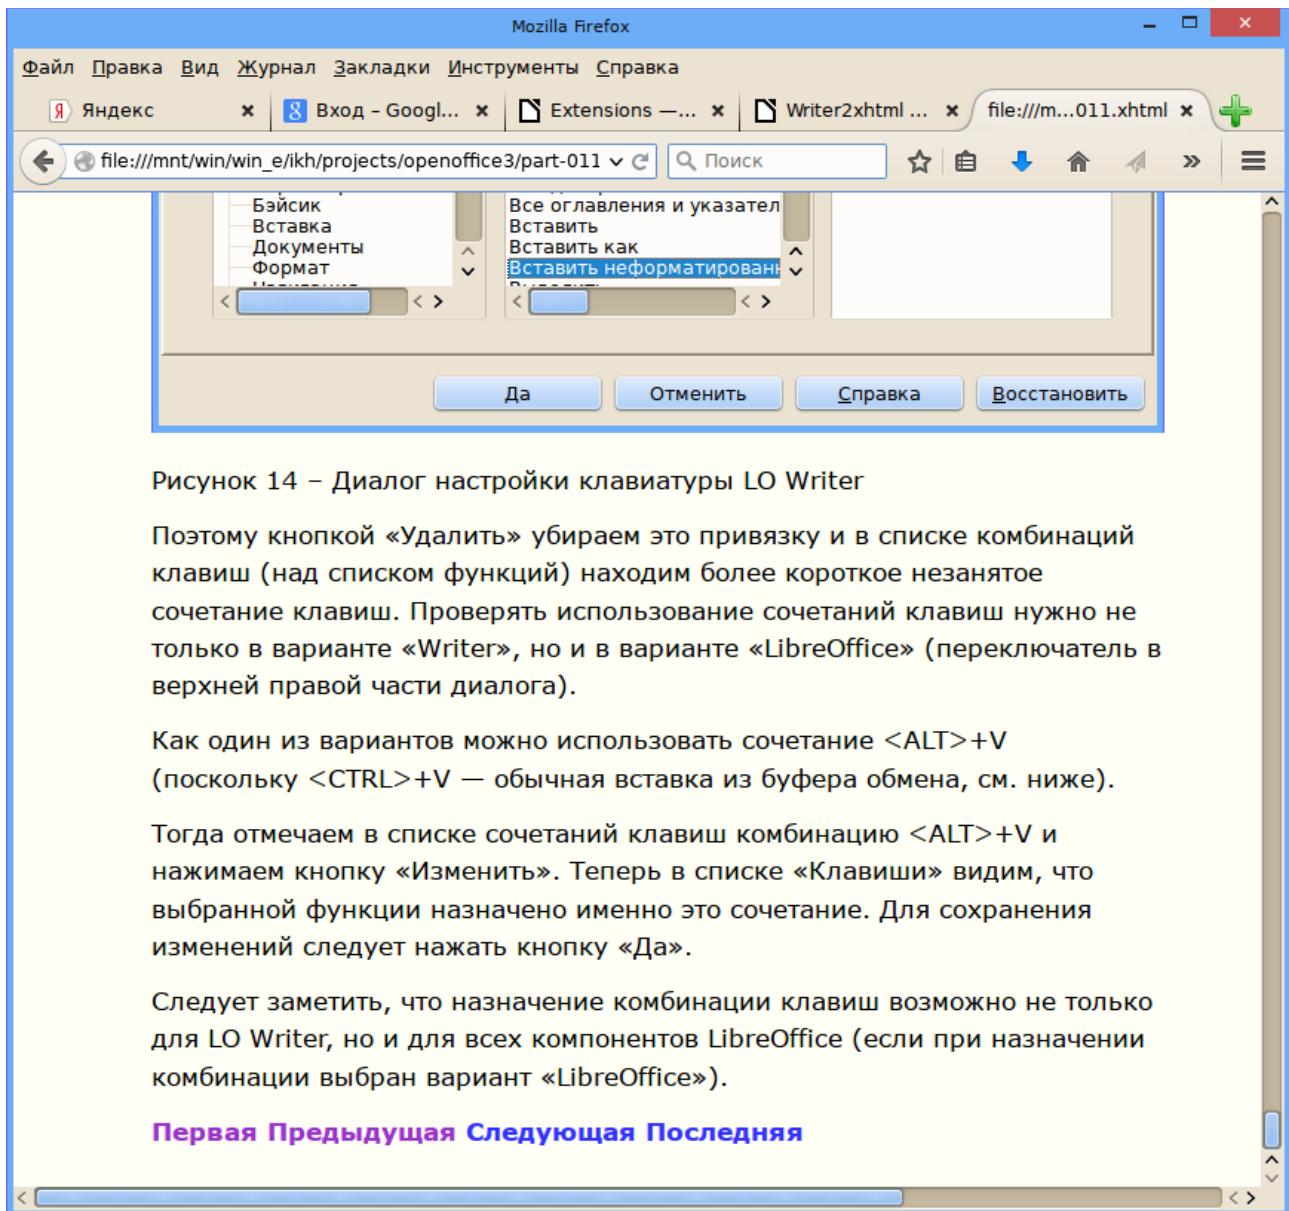 Mozilla Firefox
Файл Правка Вид Журнал Закладки Инструменты Справка
Яндекс
Вход – Googl...
Extensions —...
Writer2xhtml ...
file:///m...011.xhtml
file:///mnt/win/win_e/ikh/projects/openoffice3/part-011
Поиск
Бэйсик
Вставка
Документы
Формат
Все оглавления и указател
Вставить
Вставить как
Вставить неформатирован
Да Отменить Справка Восстановить
Рисунок 14 – Диалог настройки клавиатуры LO Writer
Поэтому кнопкой «Удалить» убираем это привязку и в списке комбинаций
клавиш (над списком функций) находим более короткое незанятое
сочетание клавиш. Проверять использование сочетаний клавиш нужно не
только в варианте «Writer», но и в варианте «LibreOffice» (переключатель в
верхней правой части диалога).
Как один из вариантов можно использовать сочетание <ALT>+V
(поскольку <CTRL>+V — обычная вставка из буфера обмена, см. ниже).
Тогда отмечаем в списке сочетаний клавиш комбинацию <ALT>+V и
нажимаем кнопку «Изменить». Теперь в списке «Клавиши» видим, что
выбранной функции назначено именно это сочетание. Для сохранения
изменений следует нажать кнопку «Да».
Следует заметить, что назначение комбинации клавиш возможно не только
для LO Writer, но и для всех компонентов LibreOffice (если при назначении
комбинации выбран вариант «LibreOffice»).
Первая Предыдущая Следующая Последняя